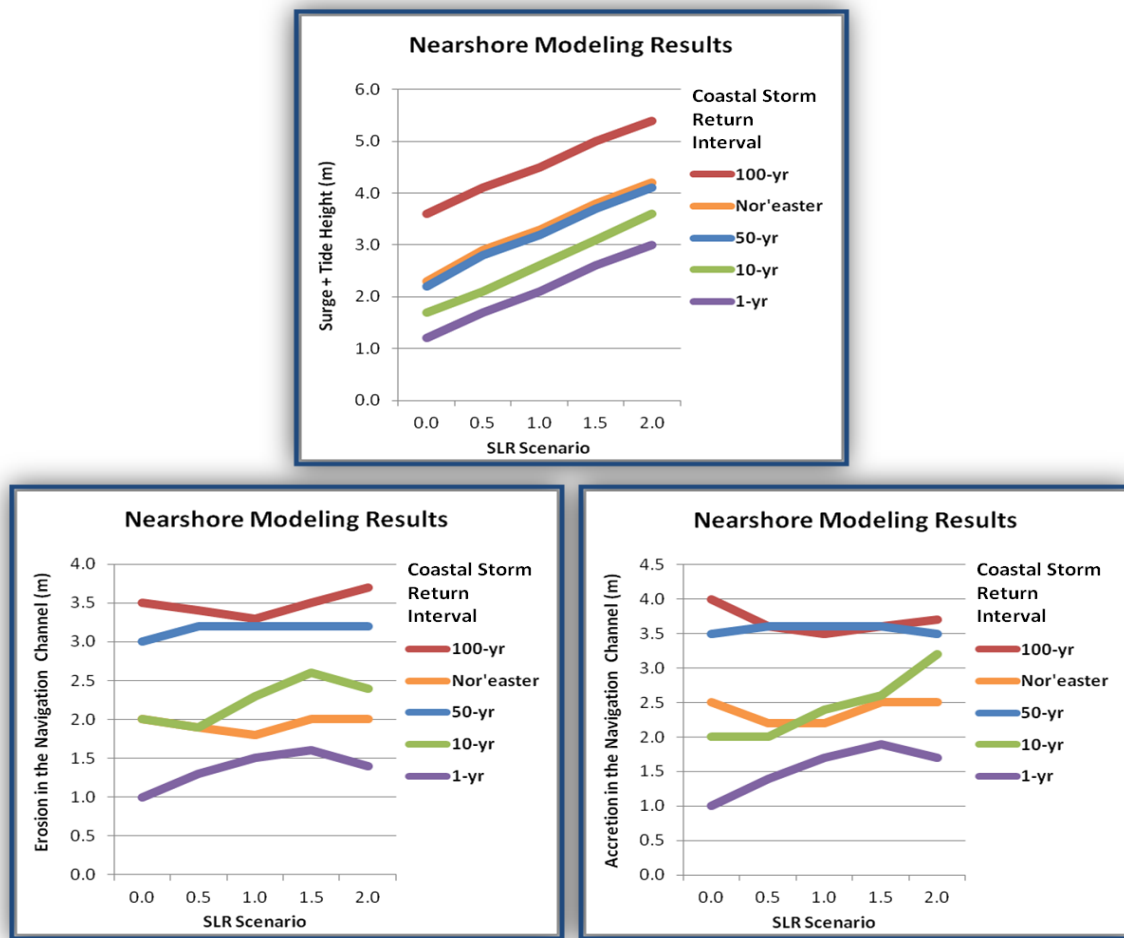 Nearshore Modeling Results
Surge + Tide Height (m)
6.0
5.0
4.0
3.0
2.0
1.0
0.0
0.0 0.5 1.0 1.5 2.0
SLR Scenario
Coastal Storm
Return
Interval
100-yr
Nor'easter
50-yr
10-yr
1-yr
Nearshore Modeling Results
Erosion in the Navigation Channel (m)
4.0
3.5
3.0
2.5
2.0
1.5
1.0
0.5
0.0
0.0 0.5 1.0 1.5 2.0
SLR Scenario
Coastal Storm
Return
Interval
100-yr
Nor'easter
50-yr
10-yr
1-yr
Nearshore Modeling Results
Accretion in the Navigation Channel (m)
4.5
4.0
3.5
3.0
2.5
2.0
1.5
1.0
0.5
0.0
0.0 0.5 1.0 1.5 2.0
SLR Scenario
Coastal Storm
Return
Interval
100-yr
Nor'easter
50-yr
10-yr
1-yr